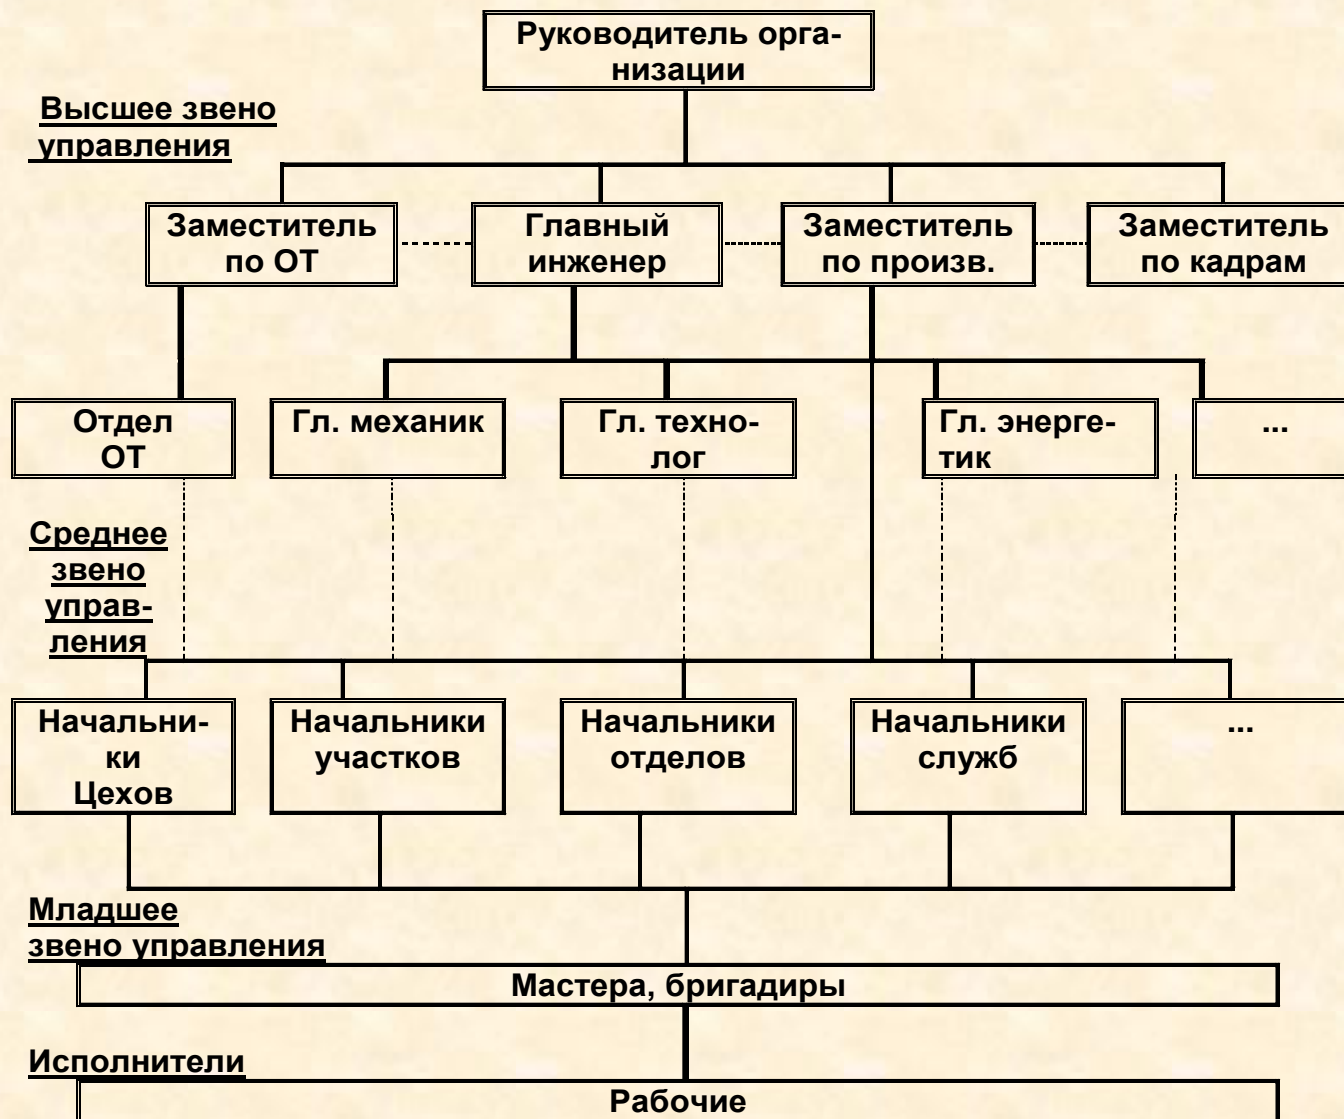 Руководитель орга-
низации
Высшее звено
управления
Заместитель
по ОТ
Главный
инженер
Заместитель
по произв.
Заместитель
по кадрам
Отдел
ОТ
Гл. механик
Гл. техно-
лог
Гл. энерге-
тик
...
Среднее
звено
управ-
ления
Начальни-
ки
Цехов
Начальники
участков
Начальники
отделов
Начальники
служб
...
Младшее
звено управления
Мастера, бригадиры
Исполнители
Рабочие